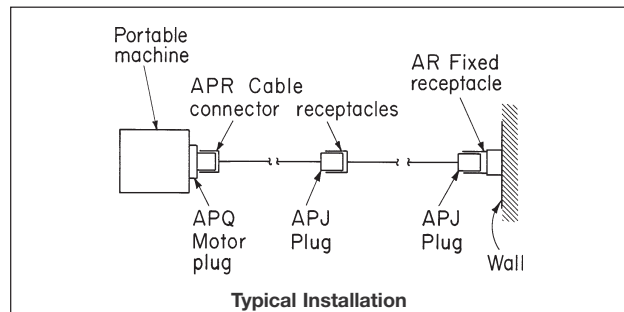 Portable
machine
APR Cable
connector receptacles
AR Fixed
receptacle
APQ
Motor
plug
APJ
Plug
APJ
Plug
Wall
Typical Installation